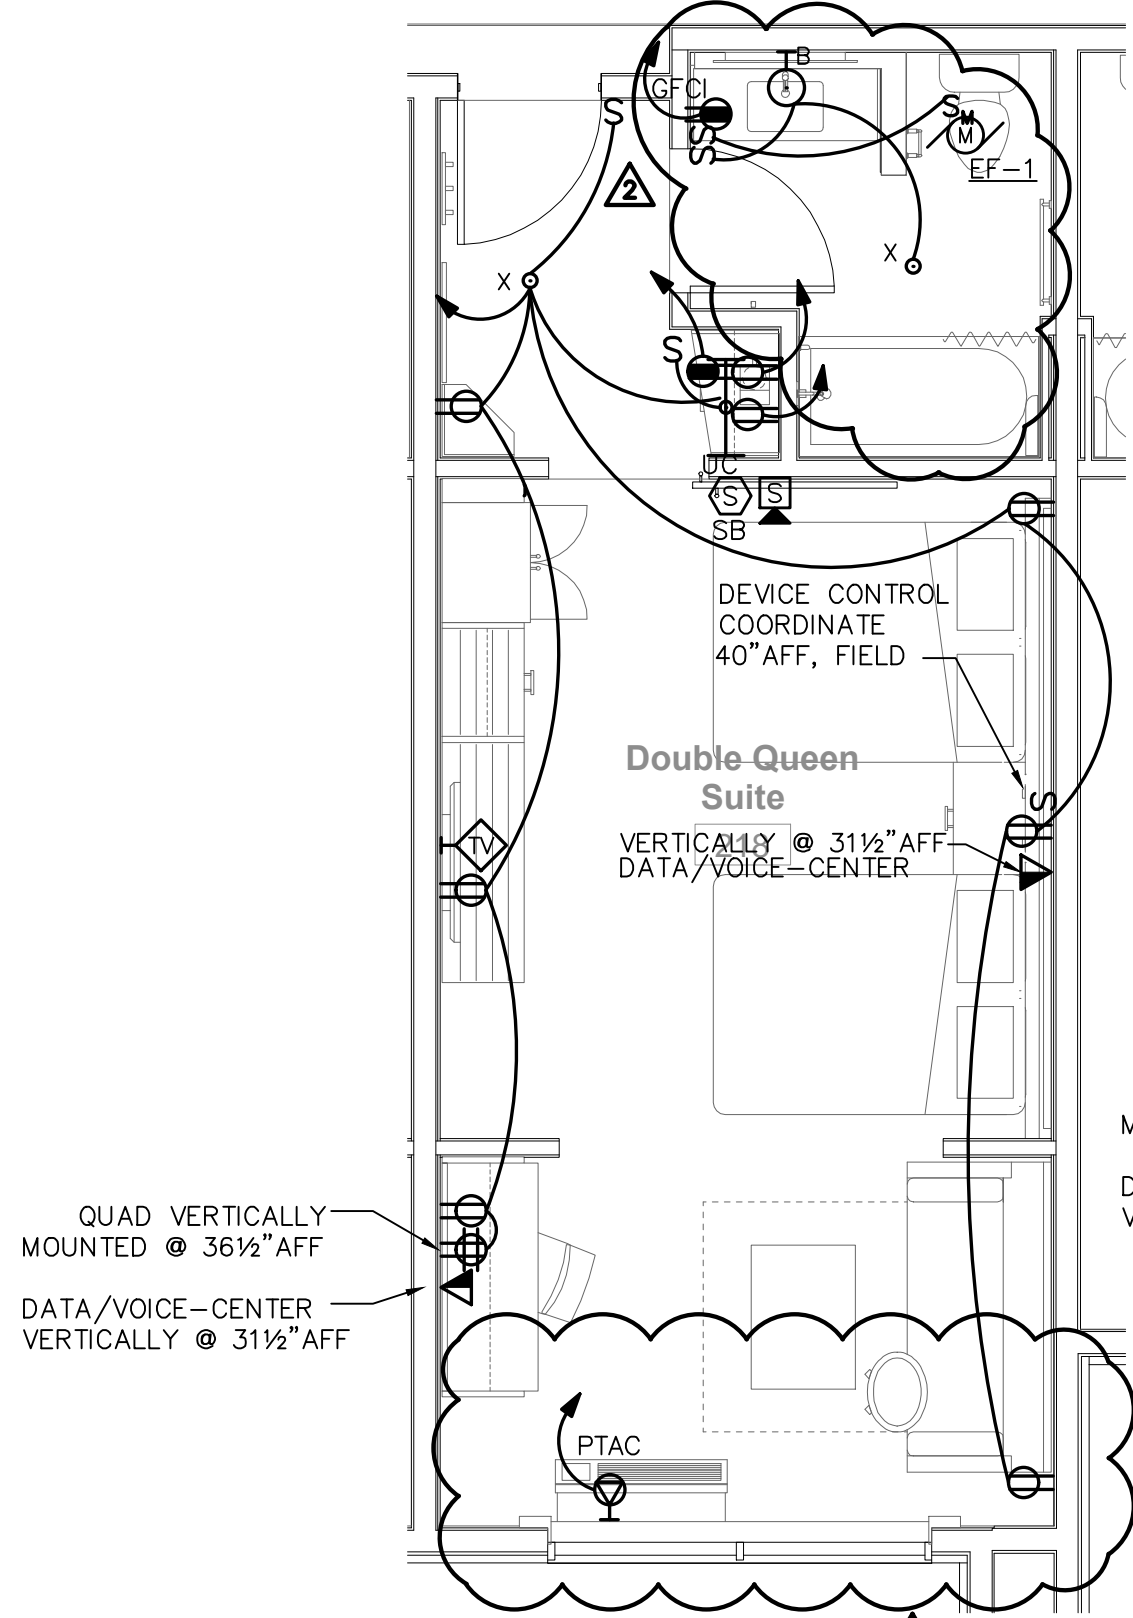 B
GFCI
S
S
M
M
SS
EF-1
2
X
X
S
UC
S
S
SB
DEVICE CONTROL
COORDINATE
40"AFF, FIELD
Double Queen
Suite
218
S
TV
VERTICALLY @ 31½"AFF
DATA/VOICE-CENTER
M
D
V
QUAD VERTICALLY
MOUNTED @ 36½"AFF
DATA/VOICE-CENTER
VERTICALLY @ 31½"AFF
PTAC